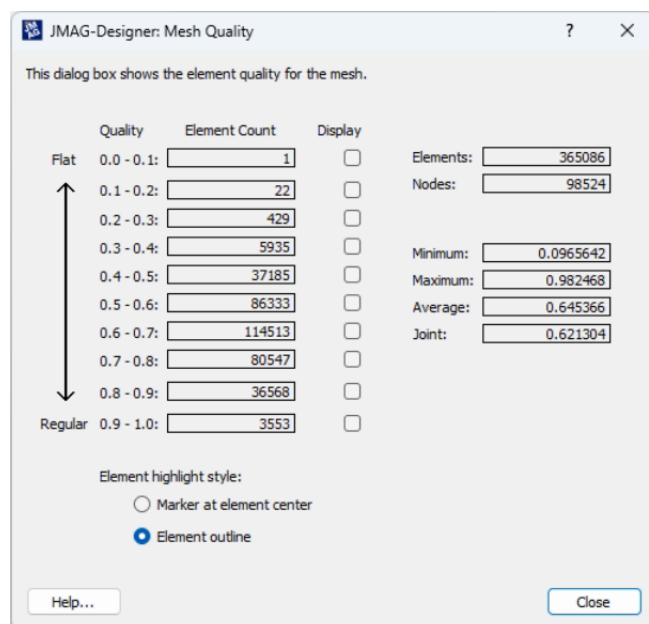 JMAG-Designer: Mesh Quality ? ×
This dialog box shows the element quality for the mesh.
Quality Element Count Display
Flat 0.0 - 0.1: 1 Elements: 365086
0.1 - 0.2: 22 Nodes: 98524
0.2 - 0.3: 429
0.3 - 0.4: 5935 Minimum: 0.0965642
0.4 - 0.5: 37185 Maximum: 0.982468
0.5 - 0.6: 86333 Average: 0.645366
0.6 - 0.7: 114513 Joint: 0.621304
0.7 - 0.8: 80547
0.8 - 0.9: 36568
Regular 0.9 - 1.0: 3553
Element highlight style:
Marker at element center
Element outline
Help... Close